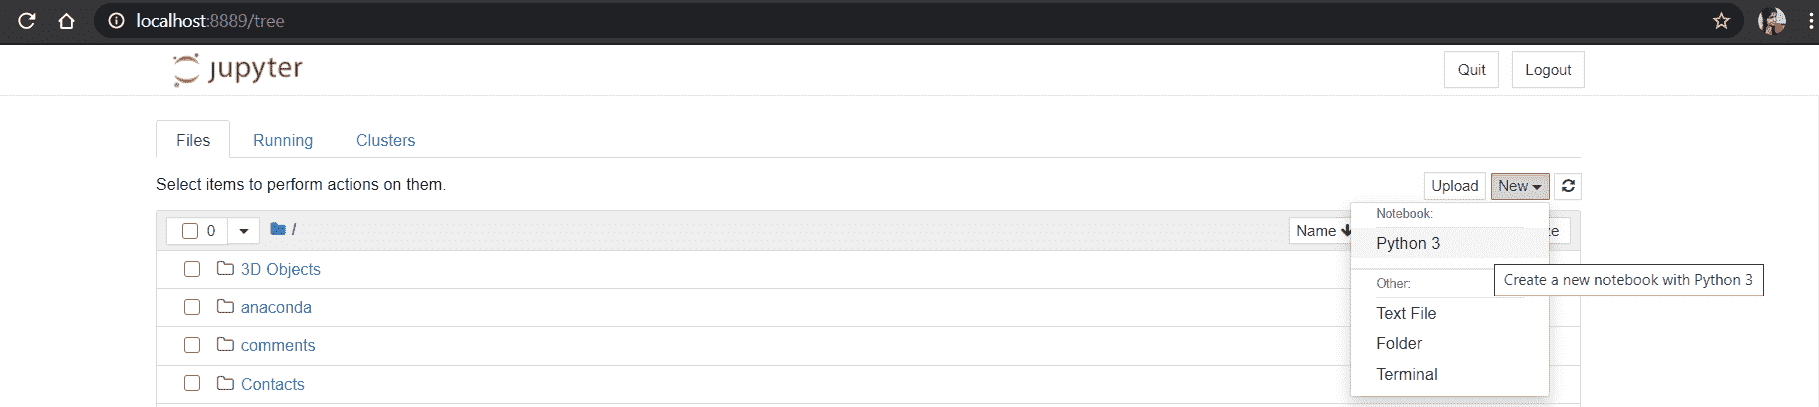 localhost:8889/tree
jupyter
Quit Logout
Files Running Clusters
Select items to perform actions on them.
Upload New
0 / Name
Notebook:
Python 3
Create a new notebook with Python 3
Other:
Text File
Folder
Terminal
3D Objects
anaconda
comments
Contacts